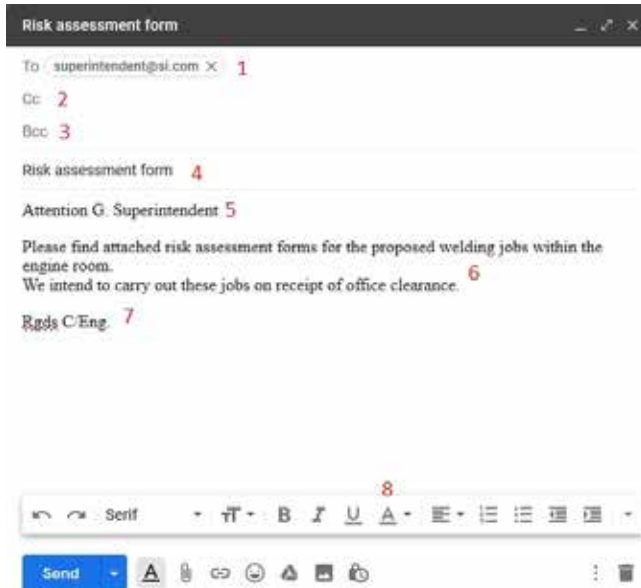 Risk assessment form
To superintendent@si.com × 1
Cc 2
Bcc 3
Risk assessment form 4
Attention G. Superintendent 5
Please find attached risk assessment forms for the proposed welding jobs within the
engine room.
We intend to carry out these jobs on receipt of office clearance. 6
Rgds C/Eng. 7
8
Serif B I U A
Send A